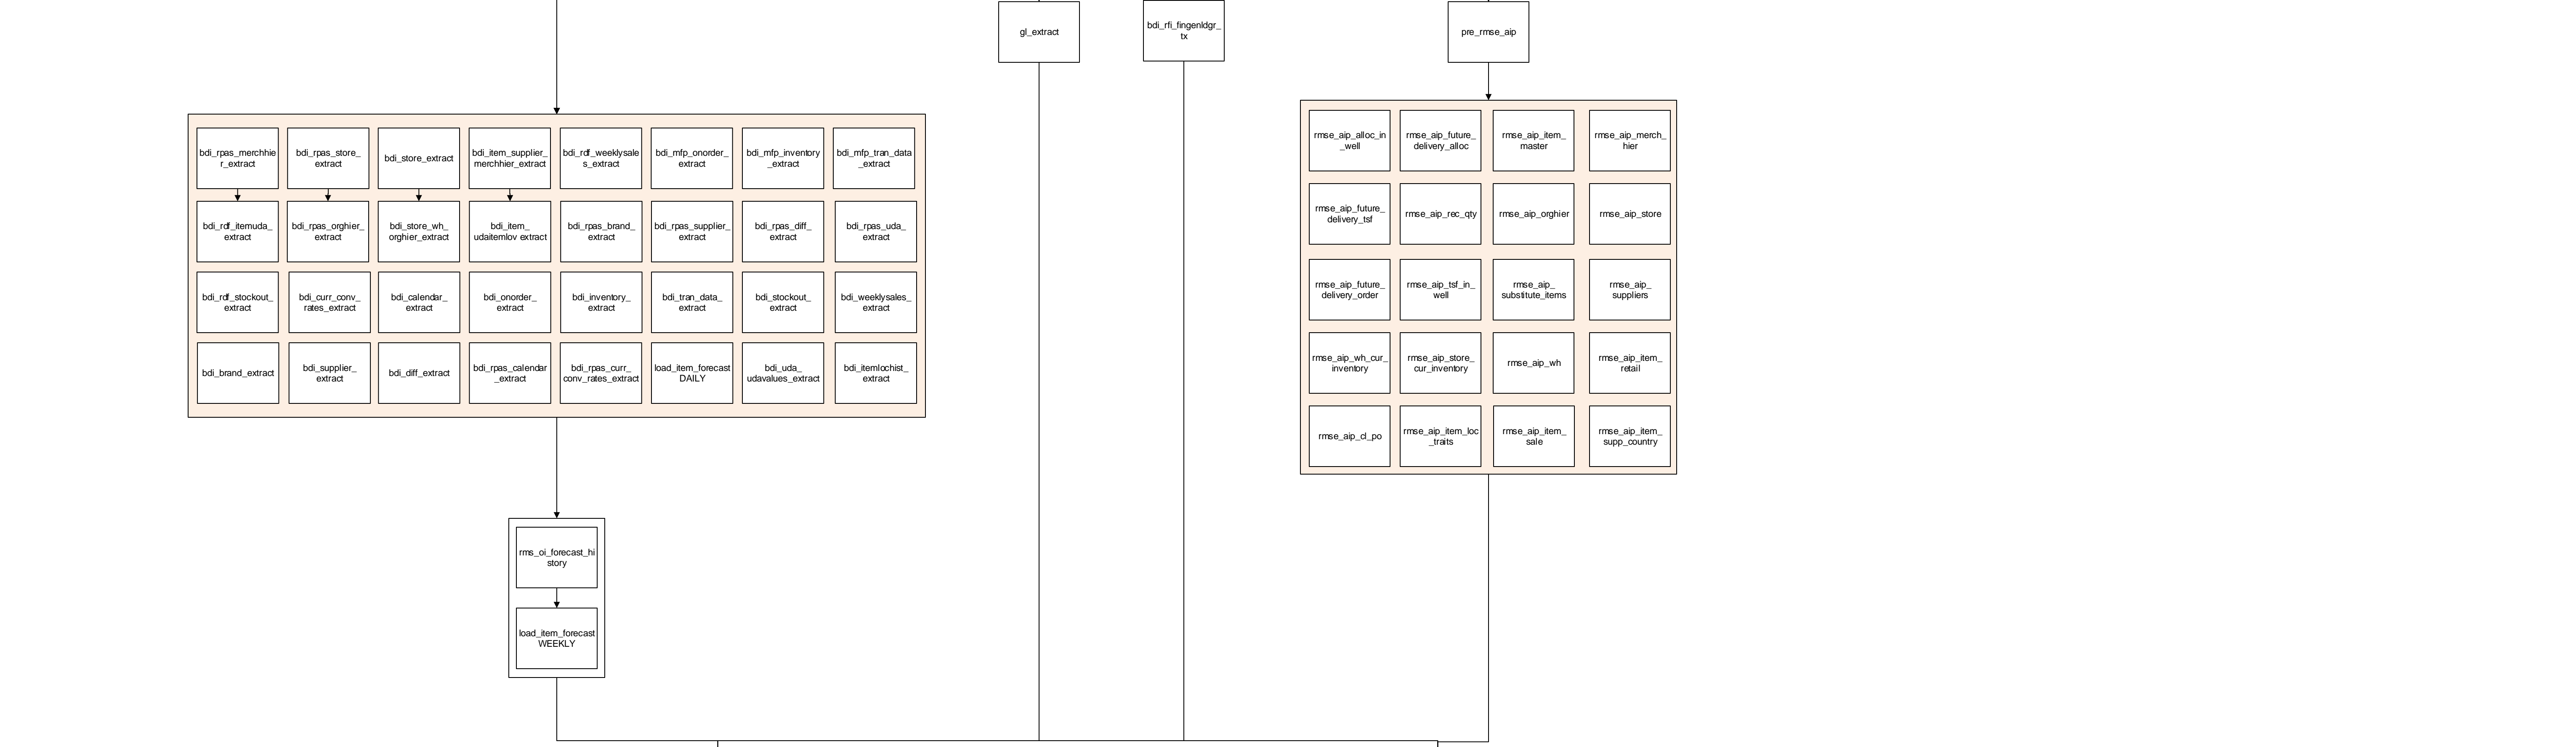 gl_extract
bdi_rfi_fingenldgr_
tx
pre_rmse_aip
bdi_rpas_merchhie
r_extract
bdi_rpas_store_
extract
bdi_store_extract
bdi_item_supplier_
merchhier_extract
bdi_rdf_weeklysale
s_extract
bdi_mfp_onorder_
extract
bdi_mfp_inventory
_extract
bdi_mfp_tran_data
_extract
bdi_rdf_itemuda_
extract
bdi_rpas_orghier_
extract
bdi_store_wh_
orghier_extract
bdi_item_
udaitemlov extract
bdi_rpas_brand_
extract
bdi_rpas_supplier_
extract
bdi_rpas_diff_
extract
bdi_rpas_uda_
extract
bdi_rdf_stockout_
extract
bdi_curr_conv_
rates_extract
bdi_calendar_
extract
bdi_onorder_
extract
bdi_inventory_
extract
bdi_tran_data_
extract
bdi_stockout_
extract
bdi_weeklysales_
extract
bdi_brand_extract
bdi_supplier_
extract
bdi_diff_extract
bdi_rpas_calendar
_extract
bdi_rpas_curr_
conv_rates_extract
load_item_forecast
DAILY
bdi_uda_
udavalues_extract
bdi_itemlochist_
extract
rms_oi_forecast_hi
story
load_item_forecast
WEEKLY
rmse_aip_alloc_in
_well
rmse_aip_future_
delivery_alloc
rmse_aip_item_
master
rmse_aip_merch_
hier
rmse_aip_future_
delivery_tsf
rmse_aip_rec_qty
rmse_aip_orghier
rmse_aip_store
rmse_aip_future_
delivery_order
rmse_aip_tsf_in_
well
rmse_aip_
substitute_items
rmse_aip_
suppliers
rmse_aip_wh_cur_
inventory
rmse_aip_store_
cur_inventory
rmse_aip_wh
rmse_aip_item_
retail
rmse_aip_cl_po
rmse_aip_item_loc
_traits
rmse_aip_item_
sale
rmse_aip_item_
supp_country